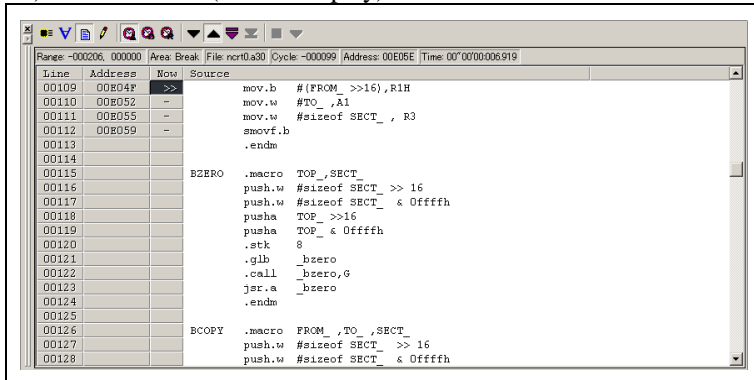 Range: -000206, 000000 Area: Break File: ncrt0.a30 Cycle: -000099 Address: 00E05E Time: 00"00'00:006.919
Line Address Now Source
00109 00E04F >> mov.b #(FROM_ >>16),R1H
00110 00E052 - mov.w #TO_ ,A1
00111 00E055 - mov.w #sizeof SECT_ , R3
00112 00E059 - smovf.b
00113 .endm
00114
00115 BZERO .macro TOP_,SECT_
00116 push.w #sizeof SECT_ >> 16
00117 push.w #sizeof SECT_ & 0ffffh
00118 pusha TOP_ >>16
00119 pusha TOP_ & 0ffffh
00120 .stk 8
00121 .glb _bzero
00122 .call _bzero,G
00123 jsr.a _bzero
00124 .endm
00125
00126 BCOPY .macro FROM_ ,TO_ ,SECT_
00127 push.w #sizeof SECT_ >> 16
00128 push.w #sizeof SECT_ & 0ffffh